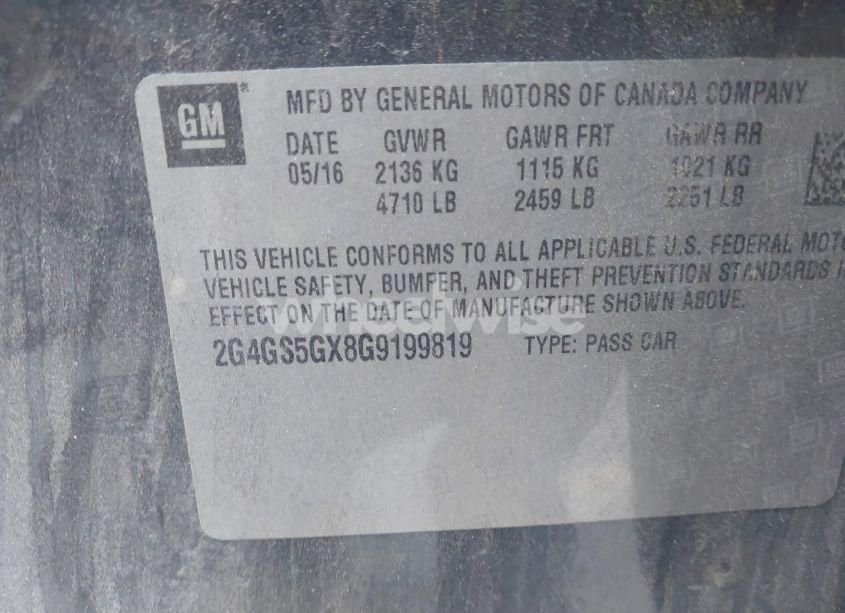 GM
MFD BY GENERAL MOTORS OF CANADA COMPANY
DATE GVWR GAWR FRT GAWR RR
05/16 2136 KG 1115 KG 1021 KG
4710 LB 2459 LB 2251 LB
THIS VEHICLE CONFORMS TO ALL APPLICABLE U.S. FEDERAL MOTO
VEHICLE SAFETY, BUMPER, AND THEFT PREVENTION STANDARDS I
EFFECT ON THE DATE OF MANUFACTURE SHOWN ABOVE.
wheelwise
2G4GS5GX8G9199819 TYPE: PASS CAR